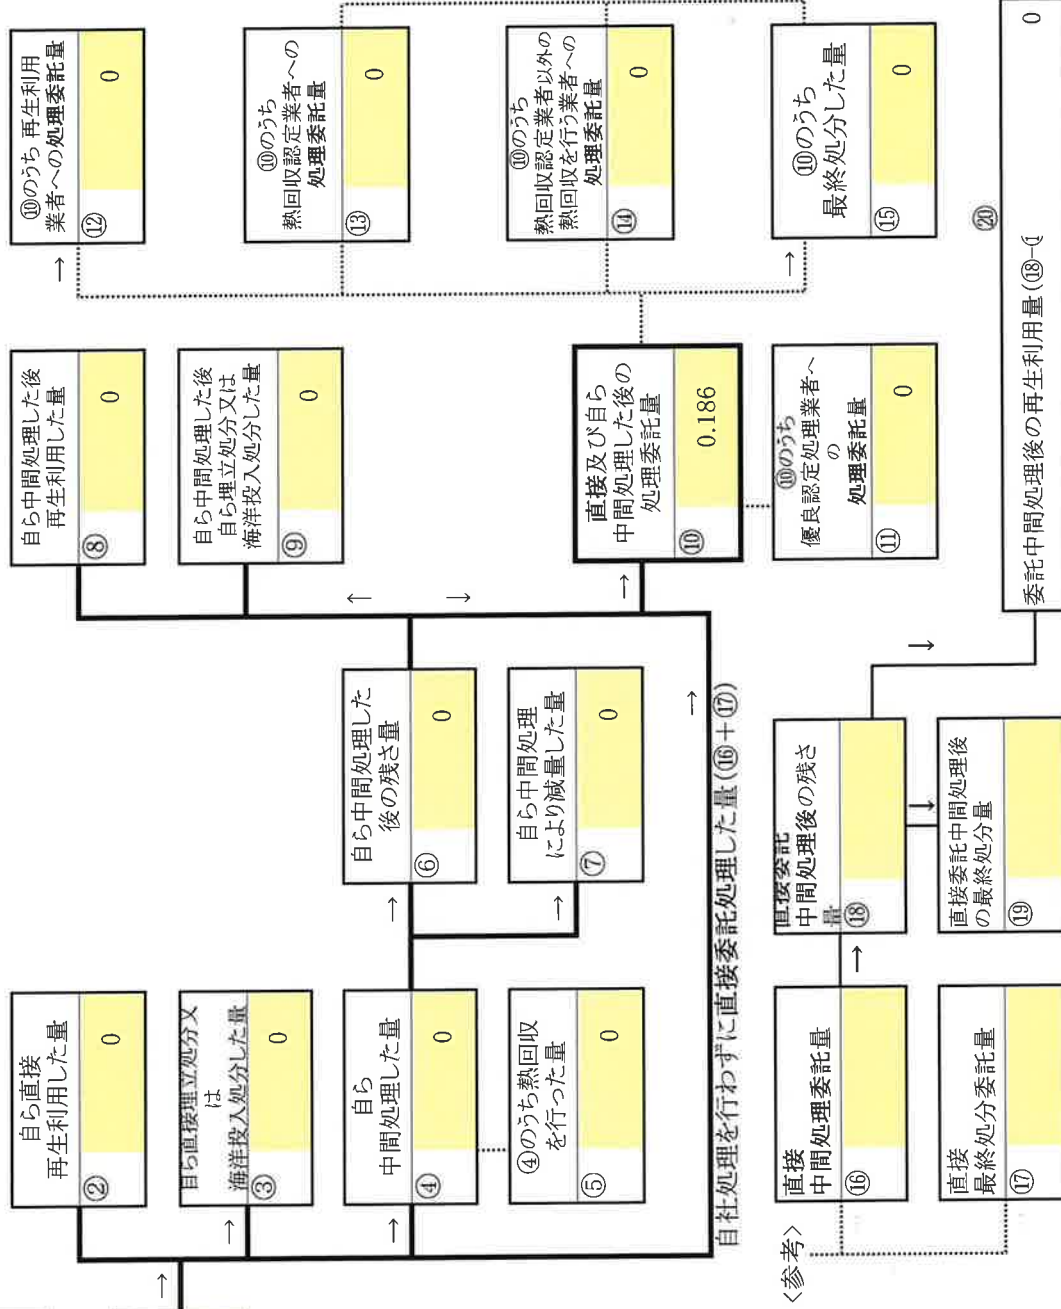 自ら直接
再生利用した量
②
0
自ら直接埋立処分又
は
海洋投入処分した量
③
0
自ら
中間処理した量
④
0
④のうち熱回収
を行った量
⑤
0
自ら中間処理した
後の残さ量
⑥
0
自ら中間処理
により減量した量
⑦
0
自ら中間処理した後
再生利用した量
⑧
0
自ら中間処理した後
自ら埋立処分又は
海洋投入処分した量
⑨
0
直接及び自ら
中間処理した後の
処理委託量
⑩
0.186
⑩のうち
優良認定処理業者へ
の
処理委託量
⑪
0
⑩のうち 再生利用
業者への処理委託量
⑫
0
⑩のうち
熱回収認定業者への
処理委託量
⑬
0
⑩のうち
熱回収認定業者以外の
熱回収を行う業者への
処理委託量
⑭
0
⑩のうち
最終処分した量
⑮
0
自社処理を行わずに直接委託処理した量(⑯+⑰)
<参考>
直接
中間処理委託量
⑯
直接
最終処分委託量
⑰
直接委託
中間処理後の残さ
量
⑱
直接委託中間処理後
の最終処分量
⑲
⑳
委託中間処理後の再生利用量(⑱-
0